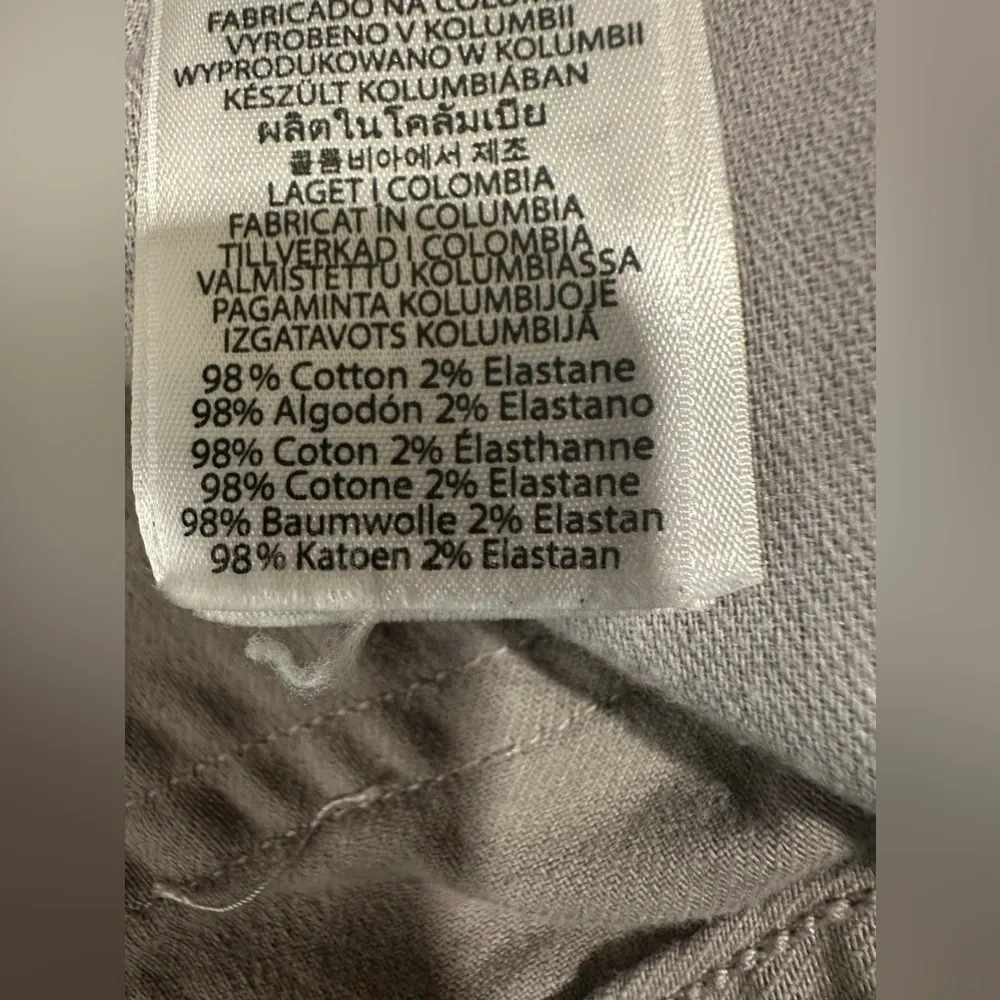 FABRICADO NA COLOM
VYROBENO V KOLUMBII
WYPRODUKOWANO W KOLUMBII
KÉSZÜLT KOLUMBIÁBAN
ผลิตในโคลัมเบีย
콜롬비아에서 제조
LAGET I COLOMBIA
FABRICAT ÎN COLUMBIA
TILLVERKAD I COLOMBIA
VALMISTETTU KOLUMBIASSA
PAGAMINTA KOLUMBIJOJE
IZGATAVOTS KOLUMBIJĀ
98% Cotton 2% Elastane
98% Algodón 2% Elastano
98% Coton 2% Élasthanne
98% Cotone 2% Elastane
98% Baumwolle 2% Elastan
98% Katoen 2% Elastaan